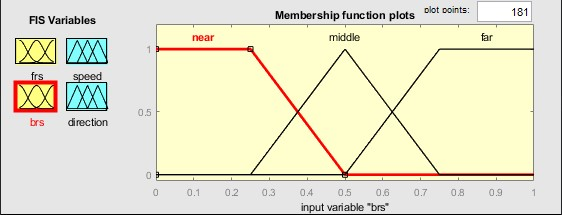 FIS Variables
Membership function plots
plot points:
181
frs
speed
brs
direction
near
middle
far
1
0.5
0
0 0.1 0.2 0.3 0.4 0.5 0.6 0.7 0.8 0.9 1
input variable "brs"